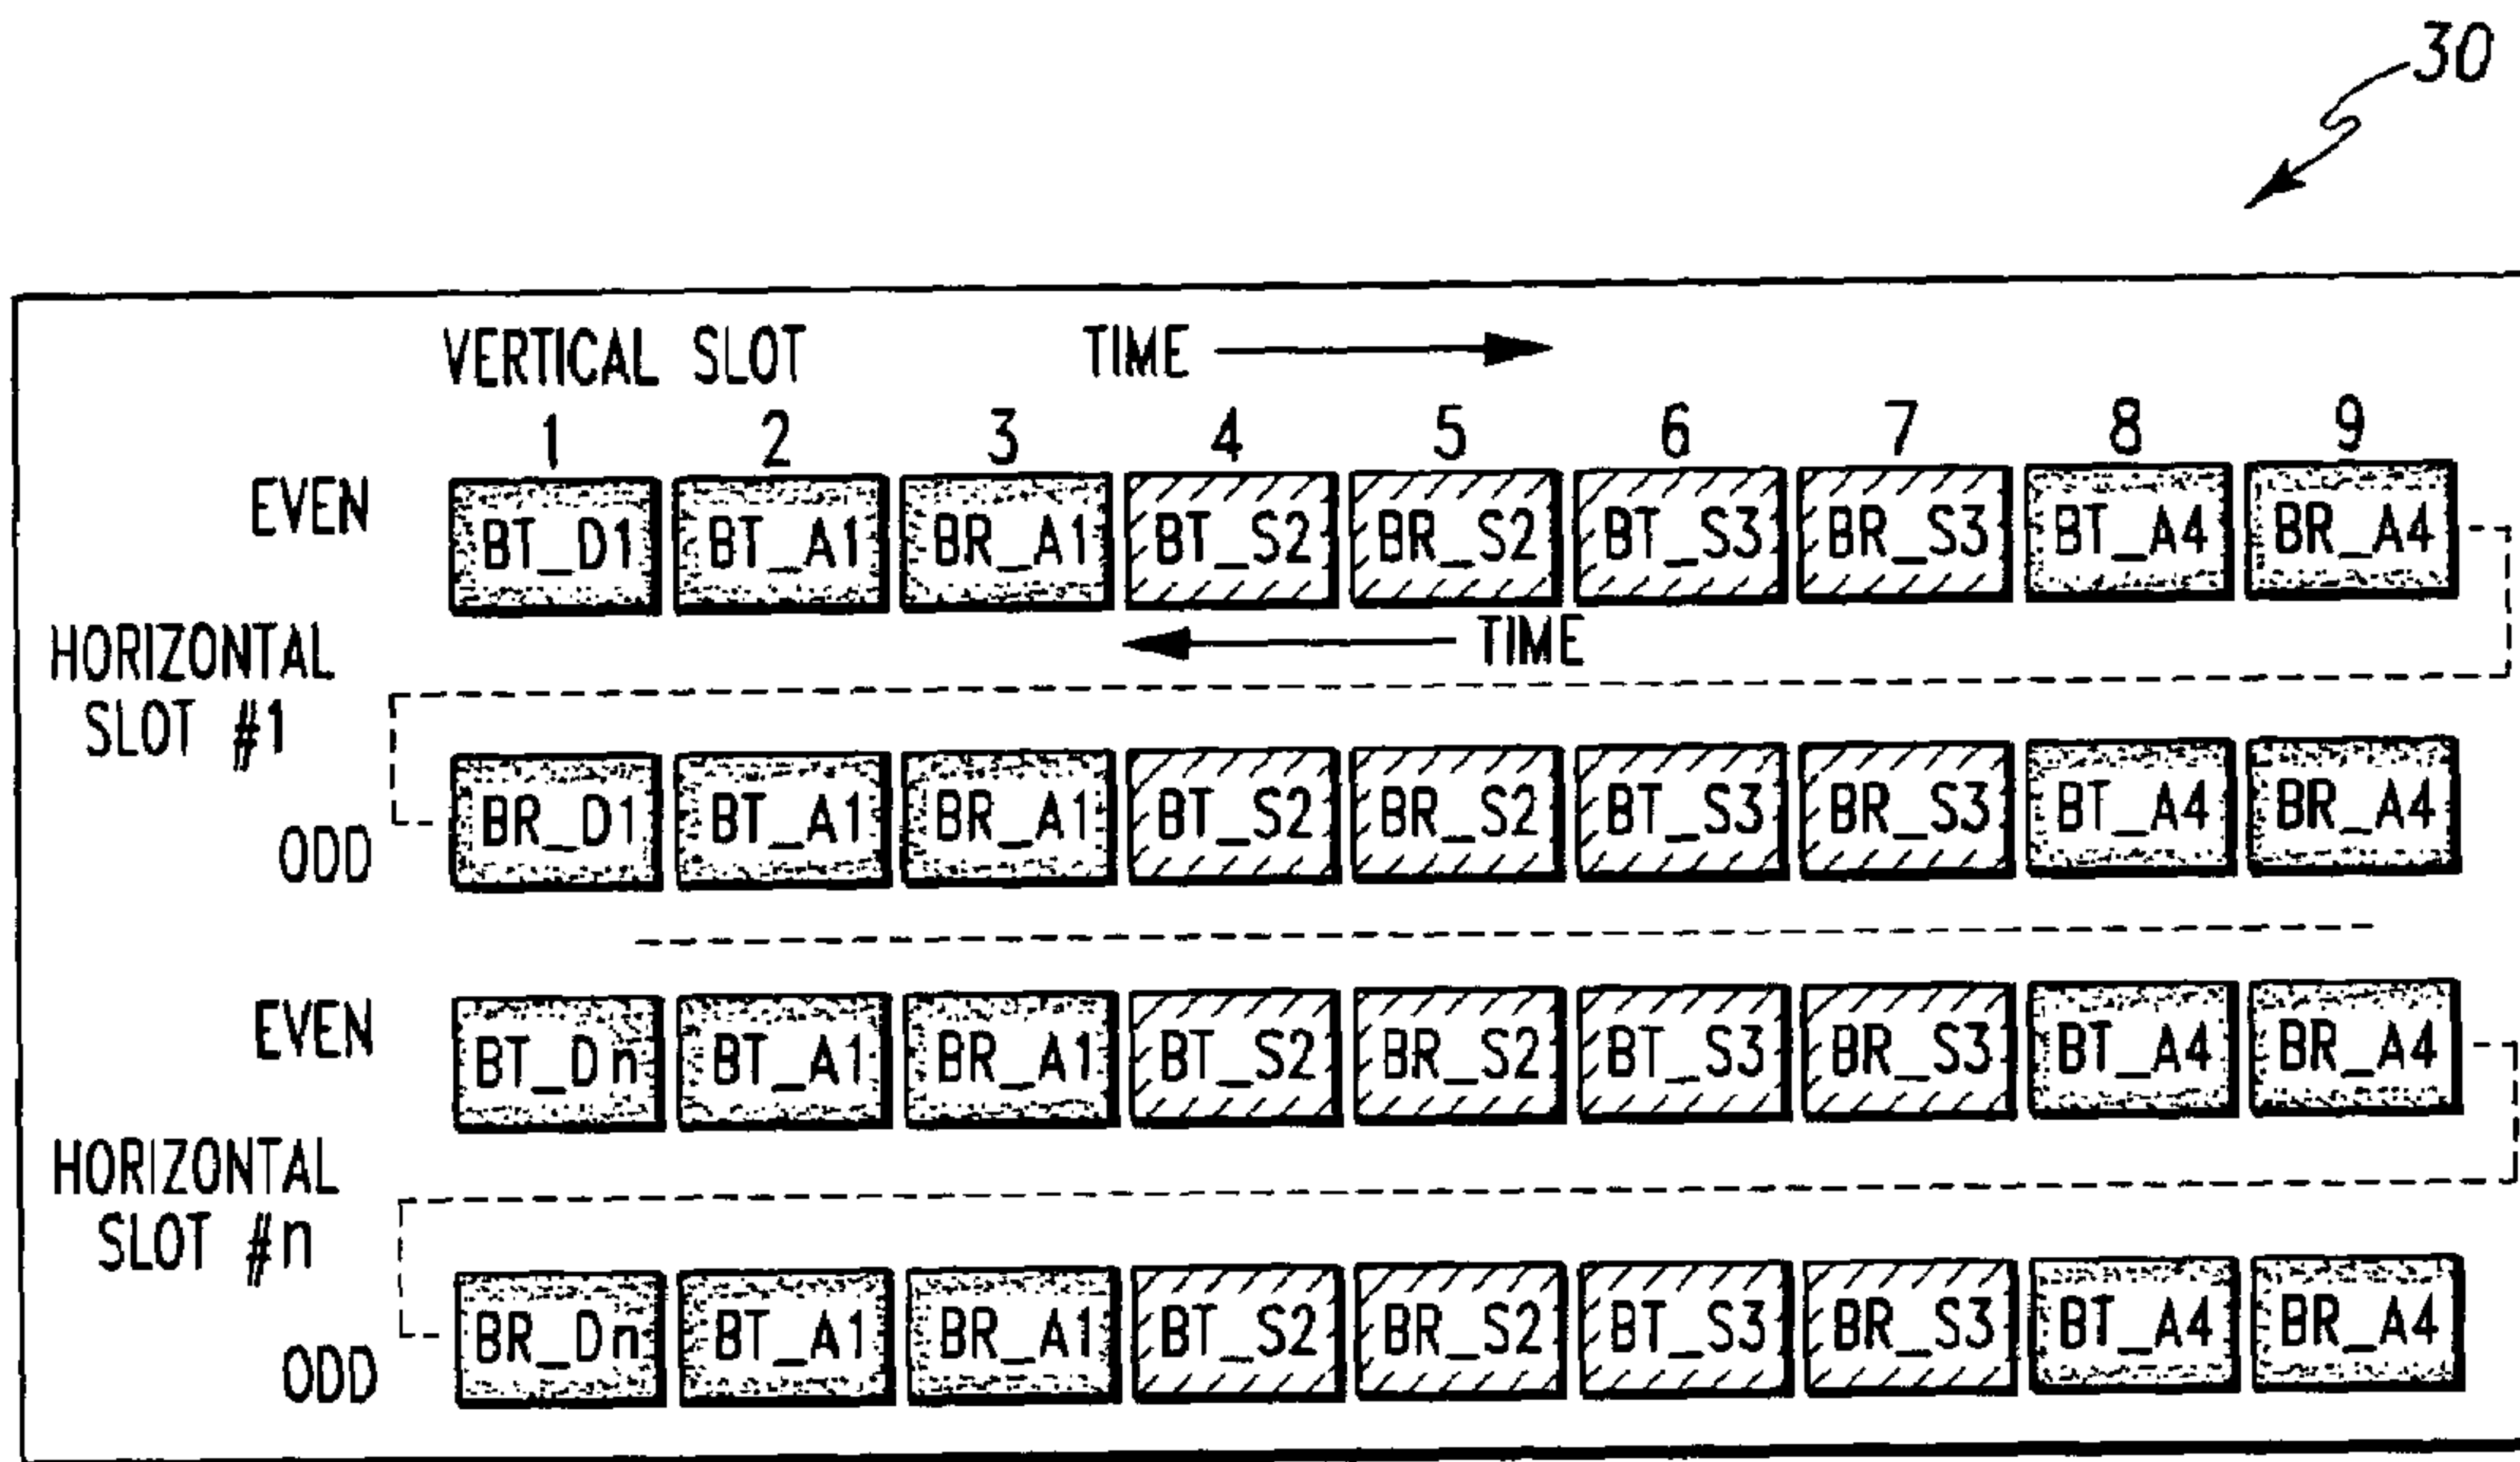 30
VERTICAL SLOT TIME
1 2 3 4 5 6 7 8 9
EVEN
BT_D1 BT_A1 BR_A1 BT_S2 BR_S2 BT_S3 BR_S3 BT_A4 BR_A4
TIME
HORIZONTAL
SLOT #1
BR_D1 BT_A1 BR_A1 BT_S2 BR_S2 BT_S3 BR_S3 BT_A4 BR_A4
ODD
EVEN
BT_Dn BT_A1 BR_A1 BT_S2 BR_S2 BT_S3 BR_S3 BT_A4 BR_A4
HORIZONTAL
SLOT #n
BR_Dn BT_A1 BR_A1 BT_S2 BR_S2 BT_S3 BR_S3 BT_A4 BR_A4
ODD